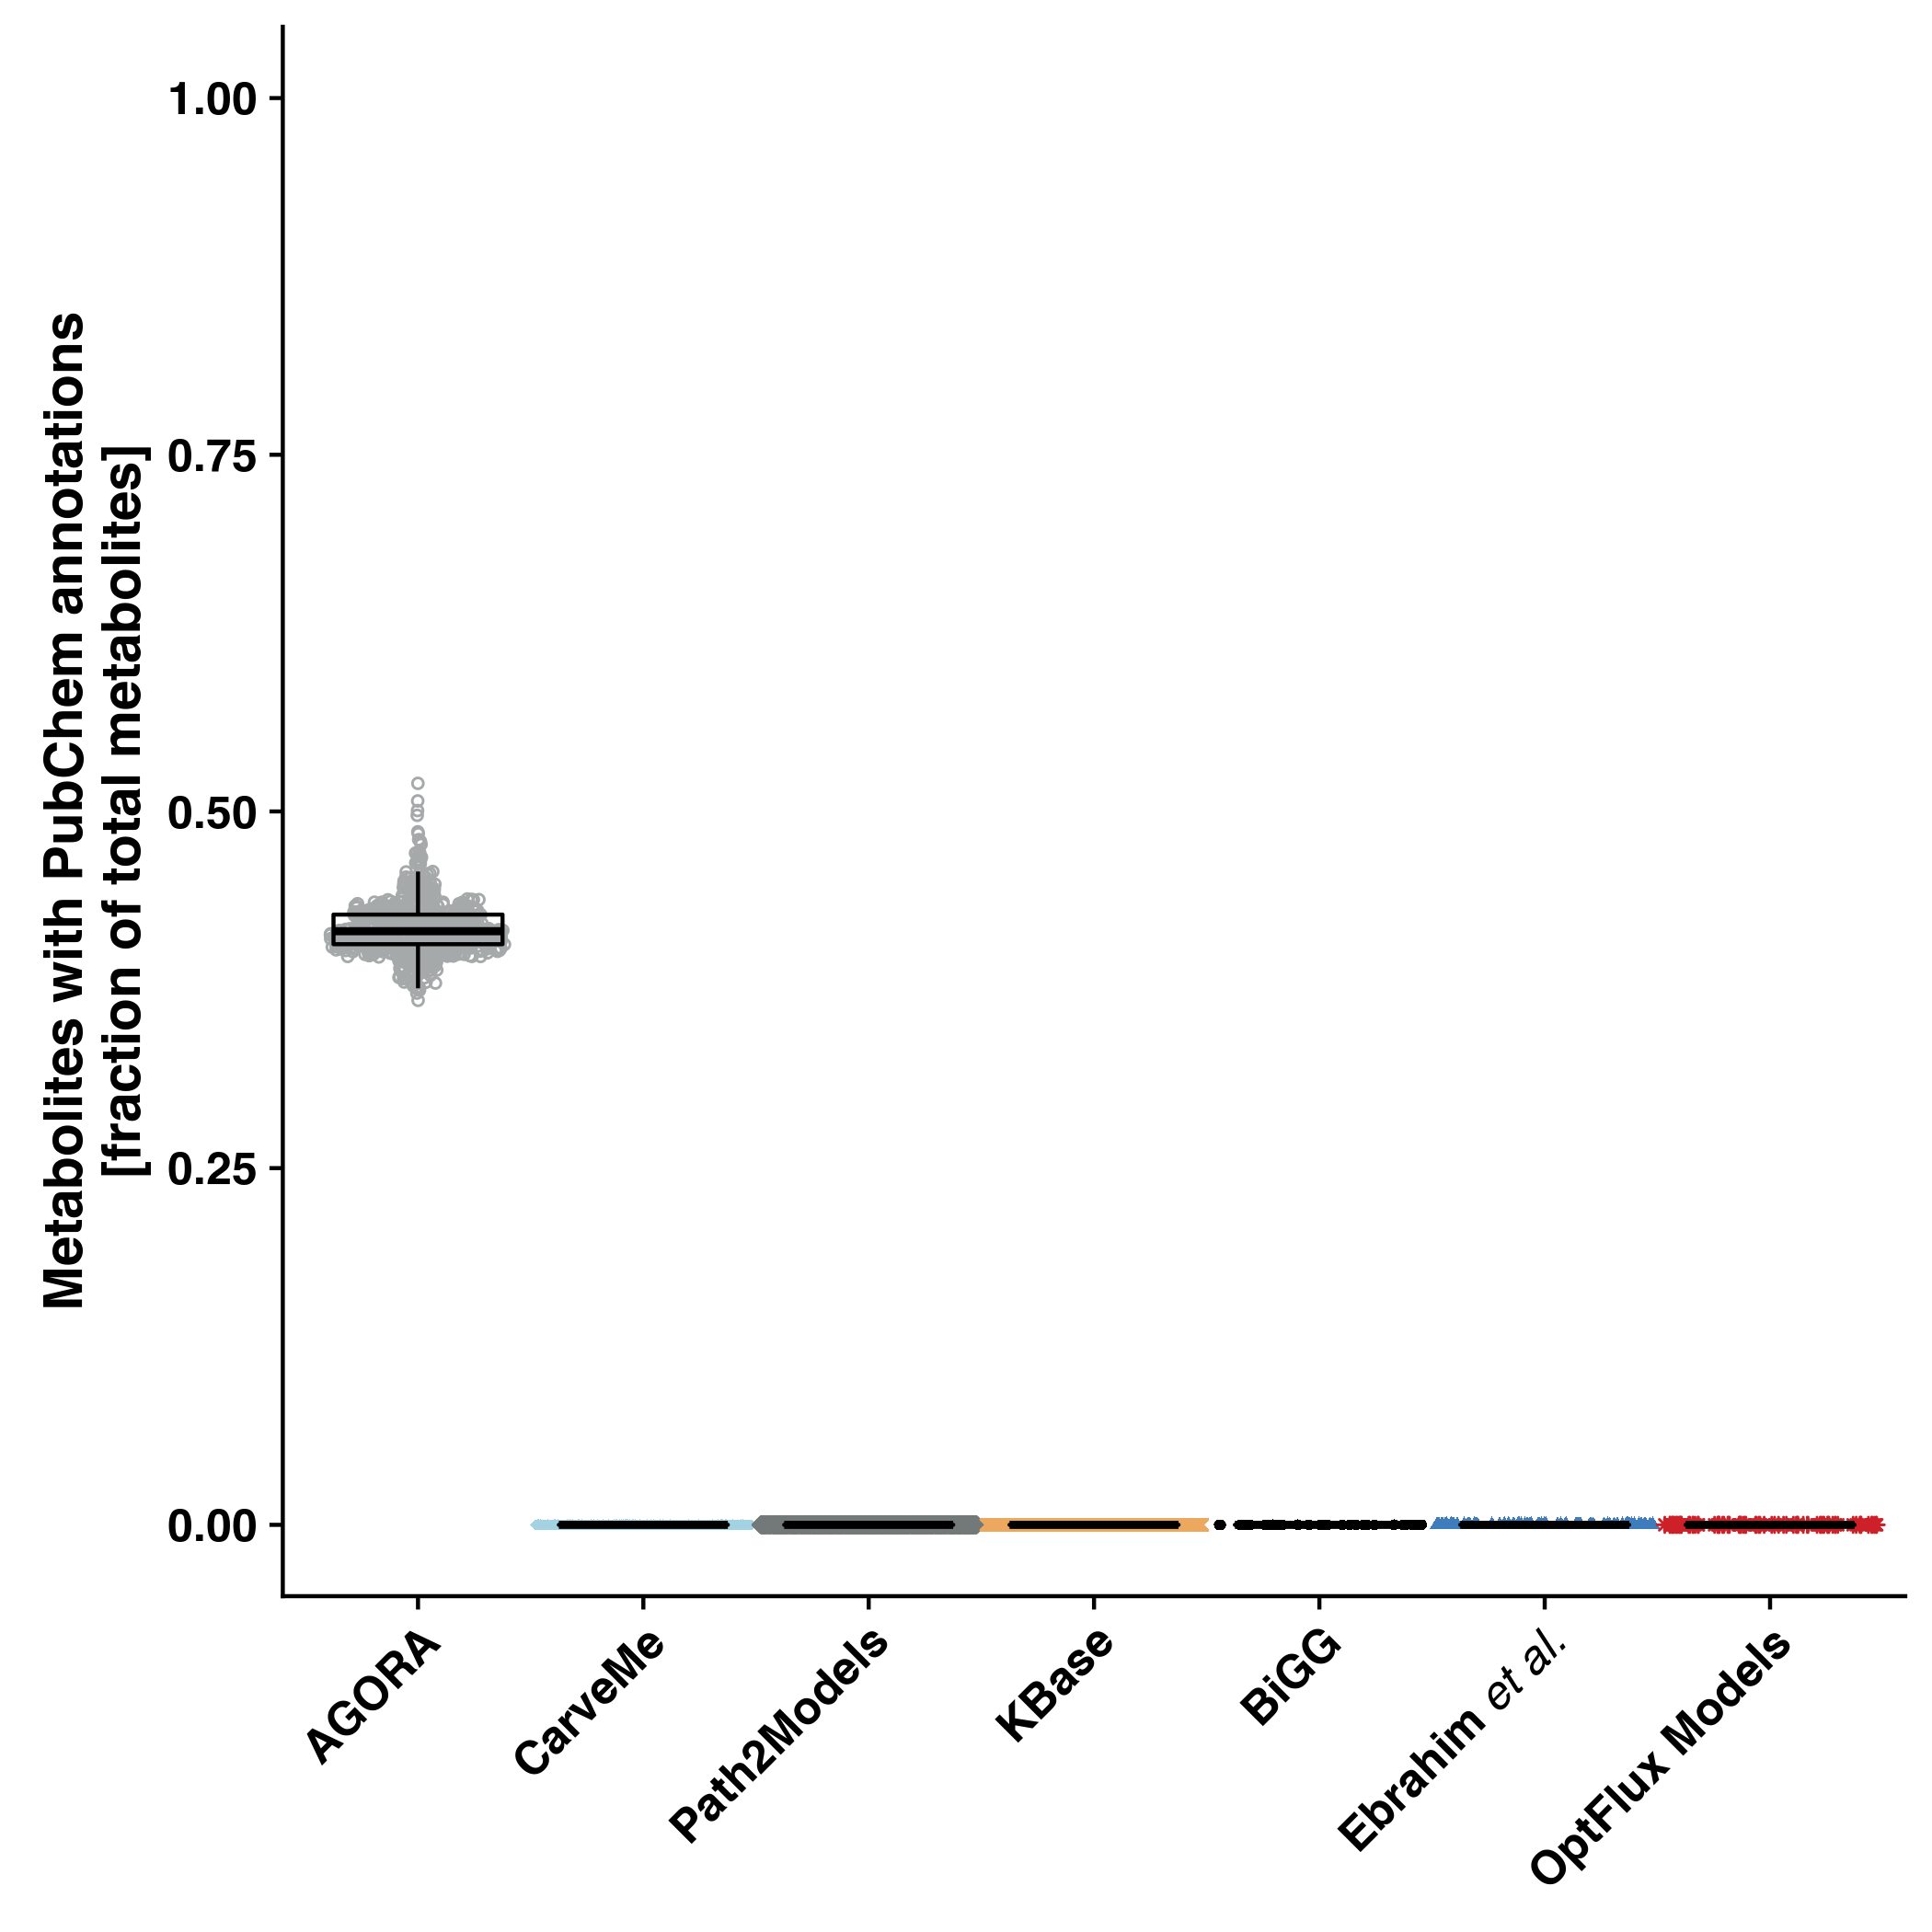 Metabolites with PubChem annotations
[fraction of total metabolites]
1.00
0.75
0.50
0.25
0.00
AGORA
CarveMe
Path2Models
KBase
BiGG
Ebrahim et al.
OptFlux Models